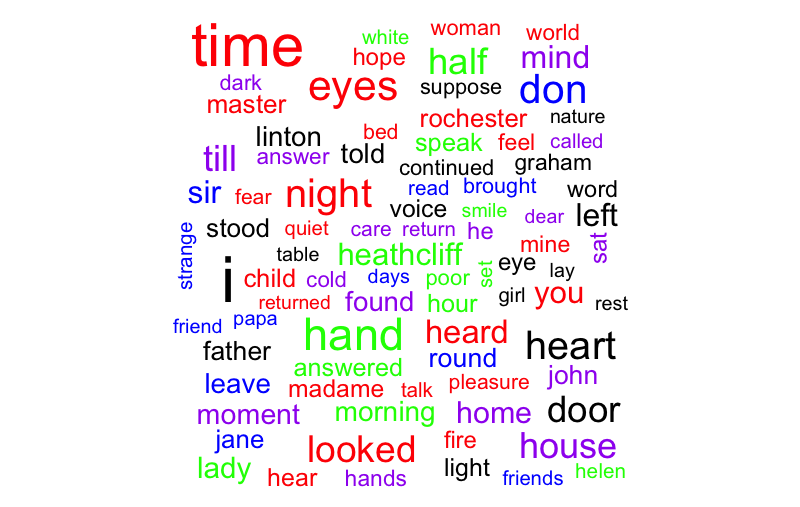 time white woman world
hope half mind
dark eyes suppose don
master rochester nature
linton bed speak feel called
till answer told continued graham
sir fear night read brought word
voice smile dear left
stood quiet care return he mine sat
strange table heathcliff set eye lay
i child cold days poor girl you rest
returned found hour
friend papa hand heard heart
father answered round
leave madame talk pleasure john
moment morning home door
jane looked fire house
lady hear hands light friends helen